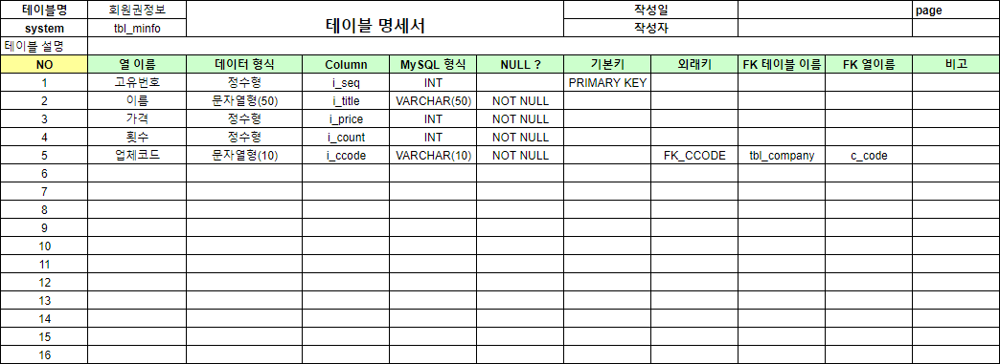 테이블명 회원권정보 테이블 명세서 작성일 page
system tbl_minfo 작성자
테이블 설명
NO 열 이름 데이터 형식 Column MySQL 형식 NULL ? 기본키 외래키 FK 테이블 이름 FK 열이름 비고
1 고유번호 정수형 i_seq INT PRIMARY KEY
2 이름 문자열형(50) i_title VARCHAR(50) NOT NULL
3 가격 정수형 i_price INT NOT NULL
4 횟수 정수형 i_count INT NOT NULL
5 업체코드 문자열형(10) i_ccode VARCHAR(10) NOT NULL FK_CCODE tbl_company c_code
6
7
8
9
10
11
12
13
14
15
16